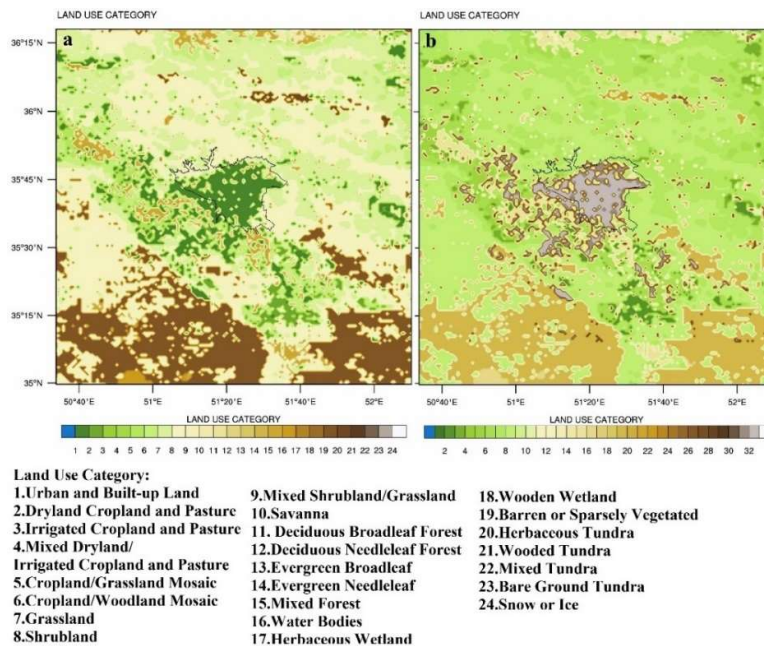 LAND USE CATEGORY
LAND USE CATEGORY
a
b
36°15'N
36°N
35°45'N
35°30'N
35°15'N
35°N
50°40'E 51°E 51°20'E 51°40'E 52°E
50°40'E 51°E 51°20'E 51°40'E 52°E
LAND USE CATEGORY
LAND USE CATEGORY
1 2 3 4 5 6 7 8 9 10 11 12 13 14 15 16 17 18 19 20 21 22 23 24
2 4 6 8 10 12 14 16 18 20 22 24 26 28 30 32
Land Use Category:
1.Urban and Built-up Land
2.Dryland Cropland and Pasture
3.Irrigated Cropland and Pasture
4.Mixed Dryland/
Irrigated Cropland and Pasture
5.Cropland/Grassland Mosaic
6.Cropland/Woodland Mosaic
7.Grassland
8.Shrubland
9.Mixed Shrubland/Grassland
10.Savanna
11. Deciduous Broadleaf Forest
12.Deciduous Needleleaf Forest
13.Evergreen Broadleaf
14.Evergreen Needleleaf
15.Mixed Forest
16.Water Bodies
17.Herbaceous Wetland
18.Wooden Wetland
19.Barren or Sparsely Vegetated
20.Herbaceous Tundra
21.Wooded Tundra
22.Mixed Tundra
23.Bare Ground Tundra
24.Snow or Ice